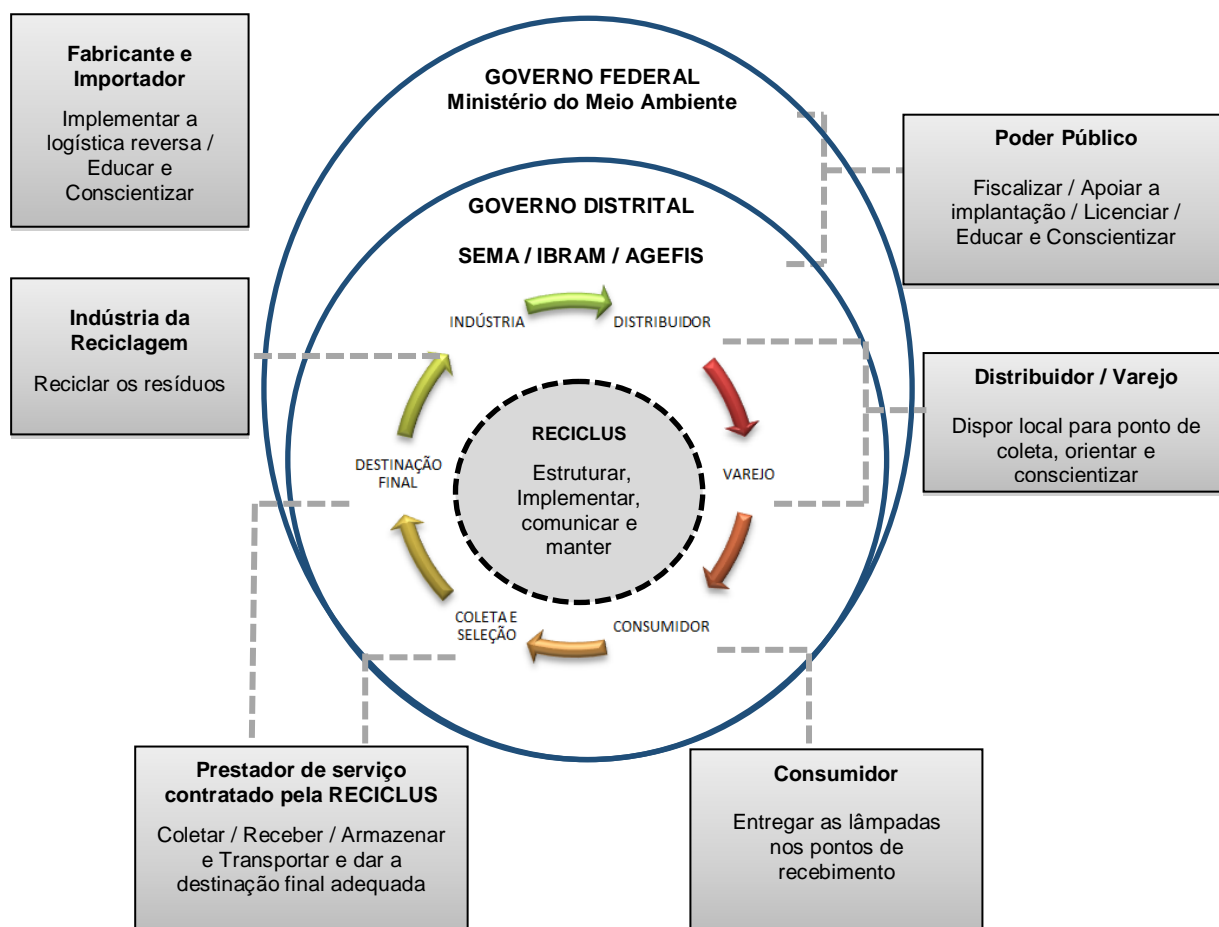 Fabricante e
Importador
Implementar a
logística reversa /
Educar e
Conscientizar
GOVERNO FEDERAL
Ministério do Meio Ambiente
Poder Público
Fiscalizar / Apoiar a
implantação / Licenciar /
Educar e Conscientizar
GOVERNO DISTRITAL
SEMA / IBRAM / AGEFIS
Indústria da
Reciclagem
Reciclar os resíduos
INDÚSTRIA
DISTRIBUIDOR
Distribuidor / Varejo
Dispor local para ponto de
coleta, orientar e
conscientizar
RECICLUS
Estruturar,
Implementar,
comunicar e
manter
DESTINAÇÃO
FINAL
VAREJO
COLETA E
SELEÇÃO
CONSUMIDOR
Prestador de serviço
contratado pela RECICLUS
Coletar / Receber / Armazenar
e Transportar e dar a
destinação final adequada
Consumidor
Entregar as lâmpadas
nos pontos de
recebimento